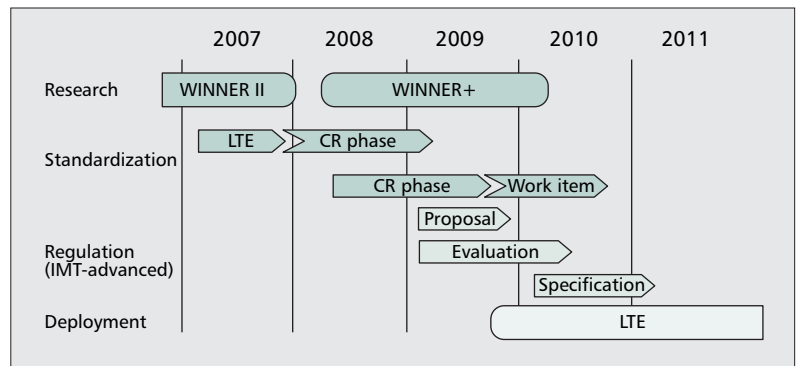 2007 2008 2009 2010 2011
Research WINNER II WINNER+
LTE CR phase
Standardization
CR phase Work item
Proposal
Regulation Evaluation
(IMT-advanced)
Specification
Deployment LTE